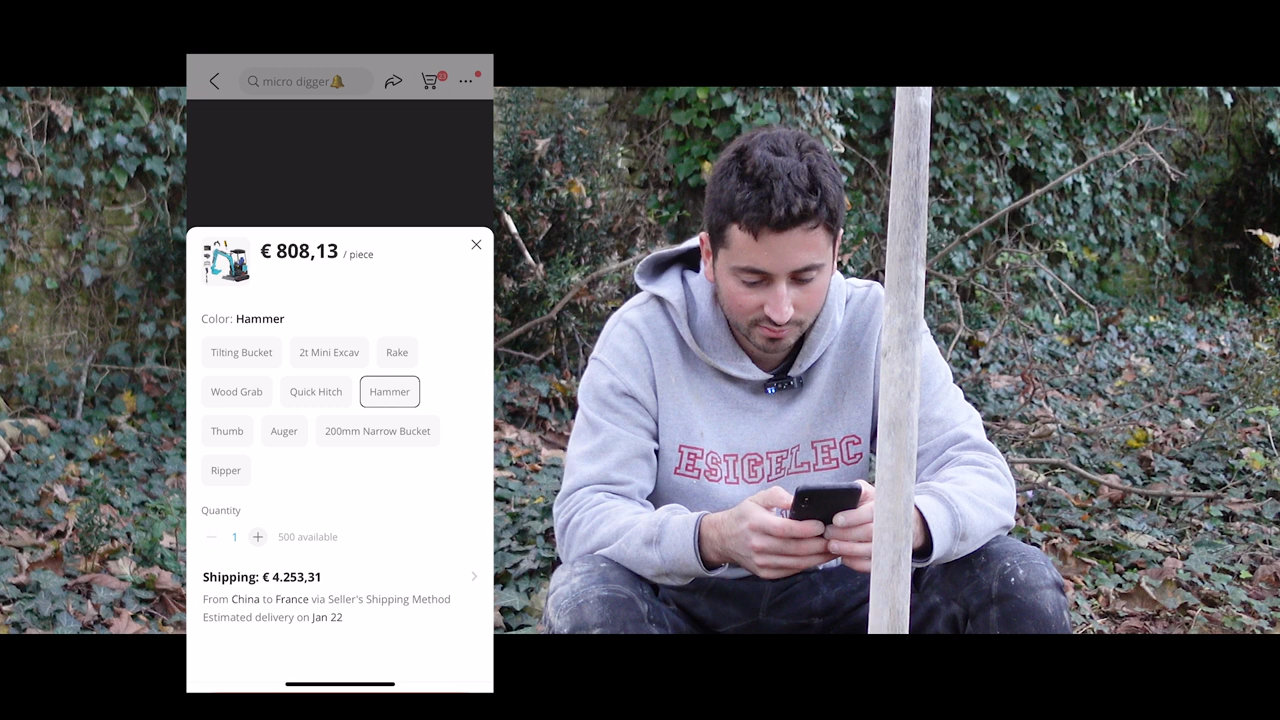 micro digger🔔
23
€ 808,13 / piece
Color: Hammer
Tilting Bucket 2t Mini Excav Rake
Wood Grab Quick Hitch Hammer
Thumb Auger 200mm Narrow Bucket
Ripper
Quantity
1 500 available
Shipping: € 4.253,31
From China to France via Seller's Shipping Method
Estimated delivery on Jan 22
ESIGELEC